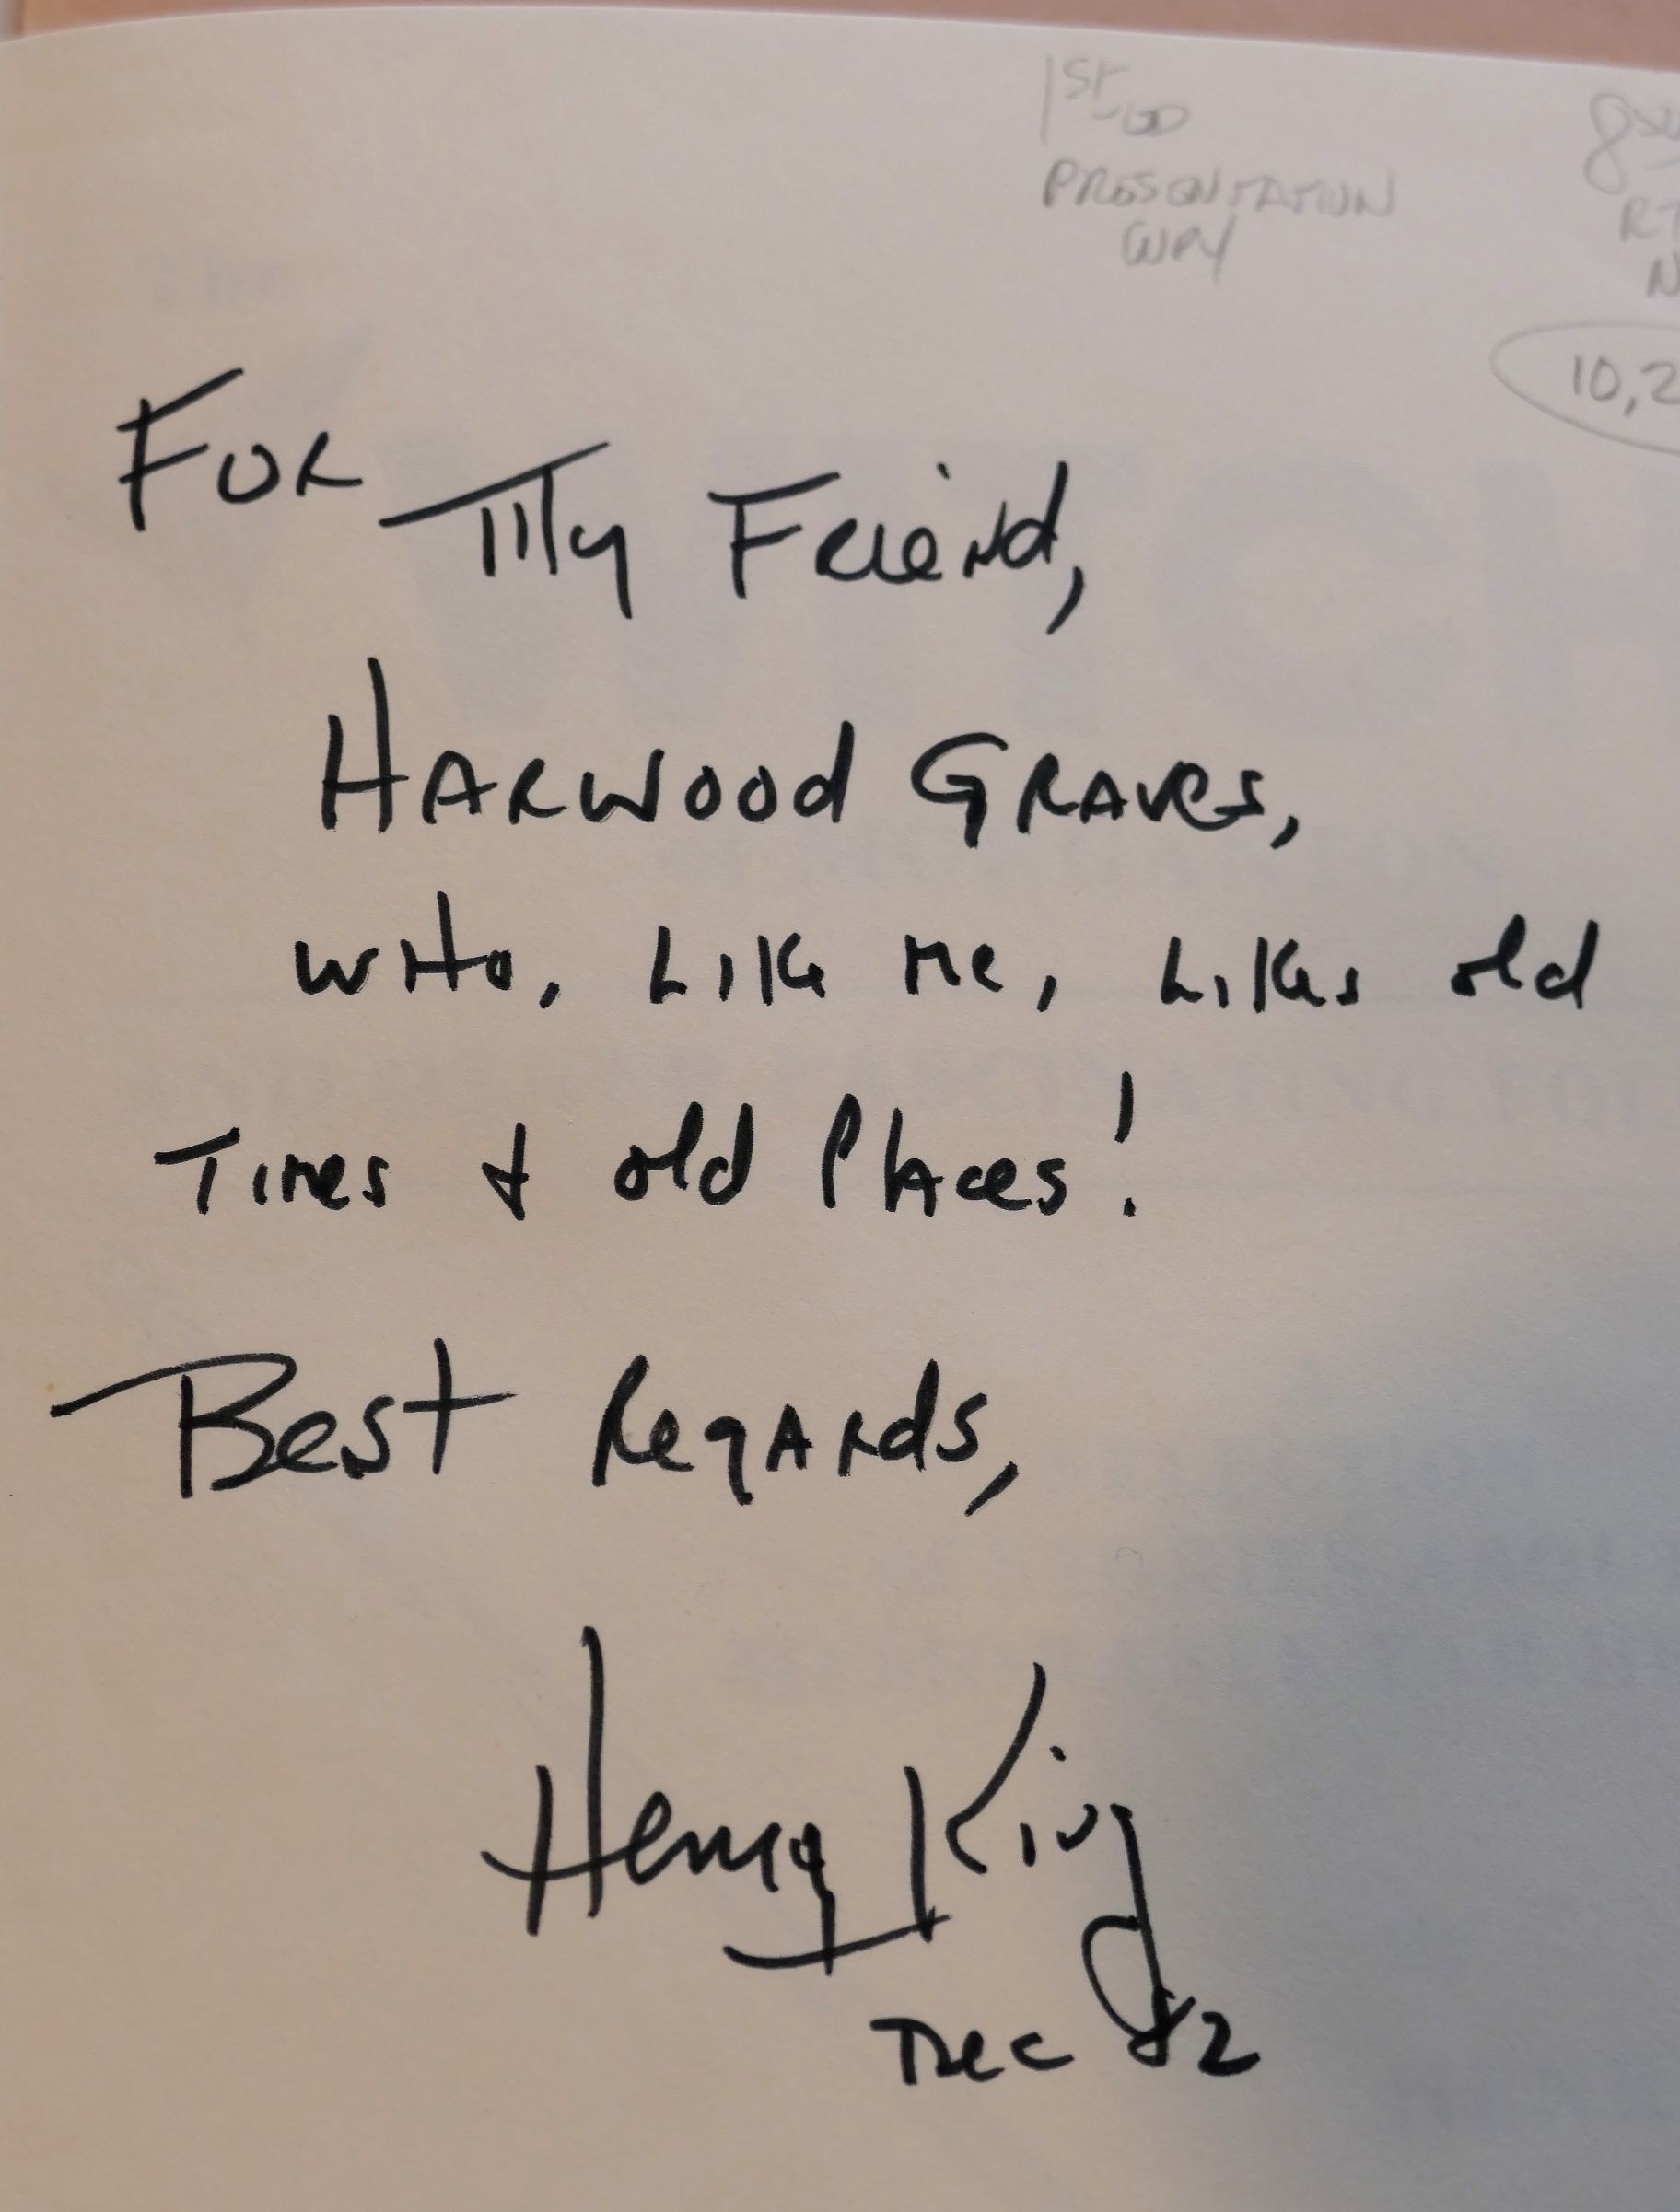 1st ED
PRESENTATION
COPY
10,2
For My Friend,
Harwood Graves,
who, like me, likes old
Times & old Places!
Best Regards,
Henry King
Dec 82